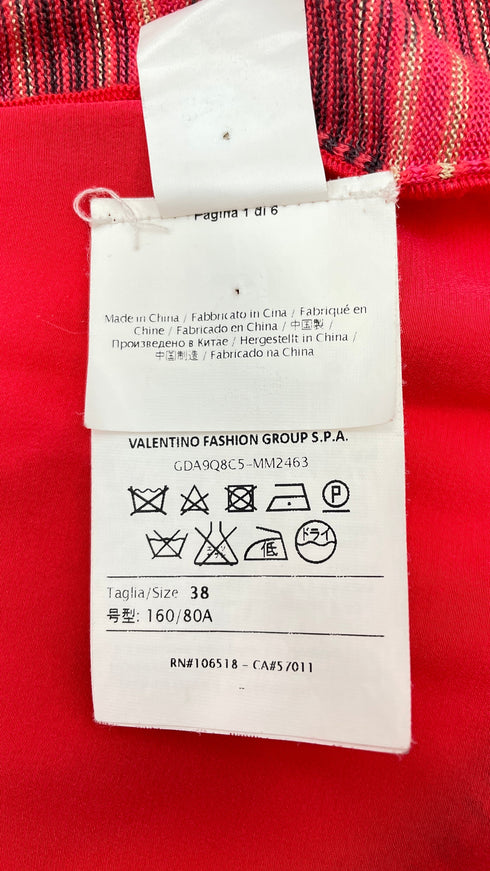 Pagina 1 di 6
Made in China / Fabbricato in Cina / Fabriqué en
Chine / Fabricado en China / 中国製 /
Произведено в Китае / Hergestellt in China /
中国制造 / Fabricado na China
VALENTINO FASHION GROUP S.P.A.
GDA9Q8C5-MM2463
P
低 ドライ
Taglia/Size 38
号型: 160/80A
RN#106518 - CA#57011